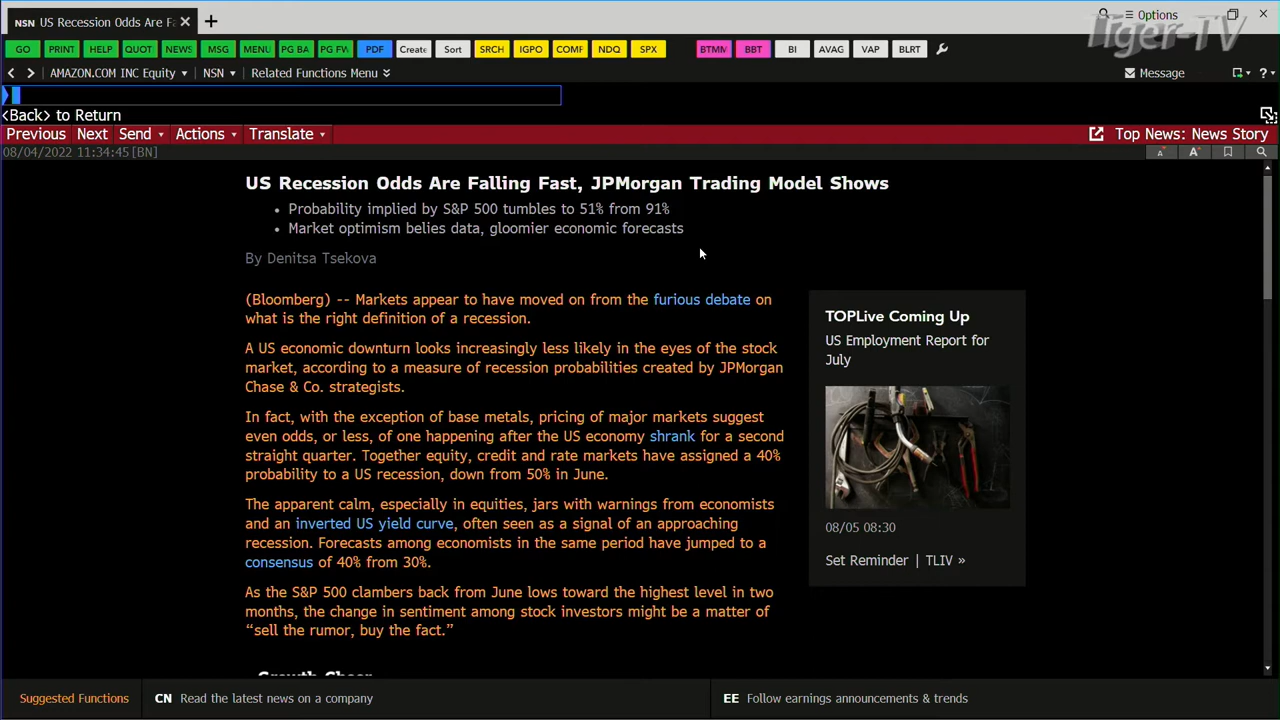 NSN US Recession Odds Are Fa
Options
Tiger-TV
GO PRINT HELP QUOT NEWS MSG MENU PG BA PG FW PDF Create Sort SRCH IGPO COMF NDQ SPX BTMM BBT BI AVAG VAP BLRT
AMAZON.COM INC Equity NSN Related Functions Menu Message ?
<Back> to Return
Previous Next Send Actions Translate Top News: News Story
08/04/2022 11:34:45 [BN] A A
US Recession Odds Are Falling Fast, JPMorgan Trading Model Shows
• Probability implied by S&P 500 tumbles to 51% from 91%
• Market optimism belies data, gloomier economic forecasts
By Denitsa Tsekova
(Bloomberg) -- Markets appear to have moved on from the furious debate on
what is the right definition of a recession.
A US economic downturn looks increasingly less likely in the eyes of the stock
market, according to a measure of recession probabilities created by JPMorgan
Chase & Co. strategists.
In fact, with the exception of base metals, pricing of major markets suggest
even odds, or less, of one happening after the US economy shrank for a second
straight quarter. Together equity, credit and rate markets have assigned a 40%
probability to a US recession, down from 50% in June.
The apparent calm, especially in equities, jars with warnings from economists
and an inverted US yield curve, often seen as a signal of an approaching
recession. Forecasts among economists in the same period have jumped to a
consensus of 40% from 30%.
As the S&P 500 clambers back from June lows toward the highest level in two
months, the change in sentiment among stock investors might be a matter of
“sell the rumor, buy the fact.”
Growth Cheer
TOPLive Coming Up
US Employment Report for
July
08/05 08:30
Set Reminder | TLIV »
Suggested Functions CN Read the latest news on a company EE Follow earnings announcements & trends